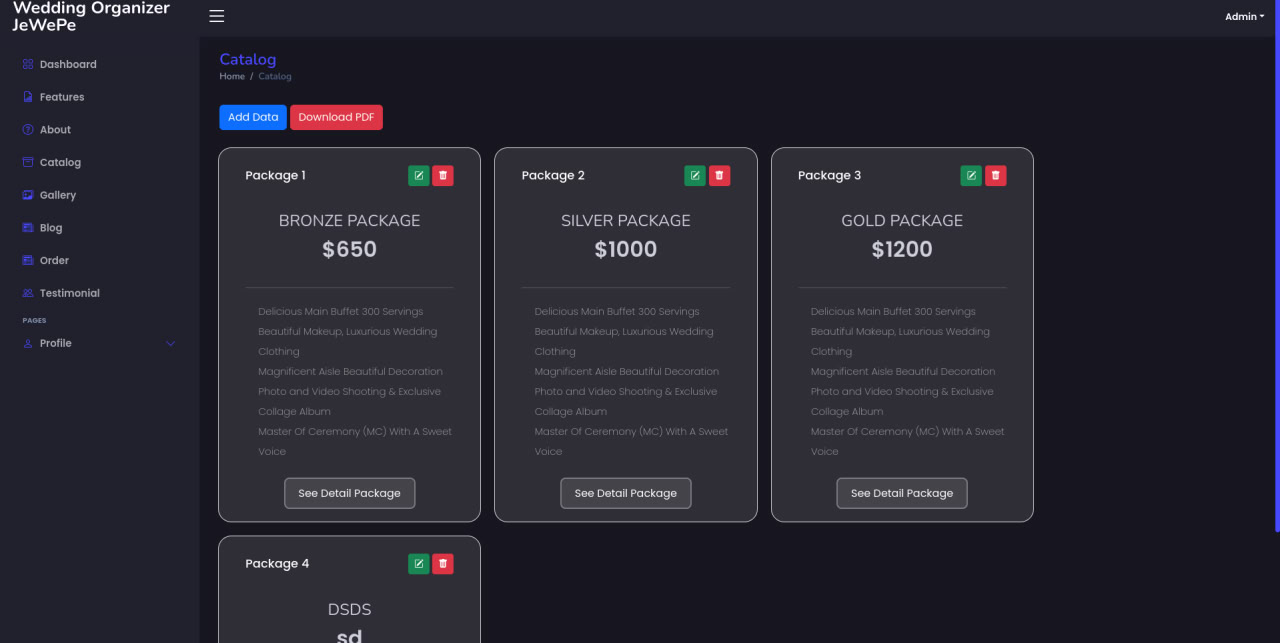 Wedding Organizer
JeWePe
Admin
Dashboard
Features
About
Catalog
Gallery
Blog
Order
Testimonial
PAGES
Profile
Catalog
Home / Catalog
Add Data
Download PDF
Package 1
BRONZE PACKAGE
$650
Delicious Main Buffet 300 Servings
Beautiful Makeup, Luxurious Wedding
Clothing
Magnificent Aisle Beautiful Decoration
Photo and Video Shooting & Exclusive
Collage Album
Master Of Ceremony (MC) With A Sweet
Voice
See Detail Package
Package 2
SILVER PACKAGE
$1000
Delicious Main Buffet 300 Servings
Beautiful Makeup, Luxurious Wedding
Clothing
Magnificent Aisle Beautiful Decoration
Photo and Video Shooting & Exclusive
Collage Album
Master Of Ceremony (MC) With A Sweet
Voice
See Detail Package
Package 3
GOLD PACKAGE
$1200
Delicious Main Buffet 300 Servings
Beautiful Makeup, Luxurious Wedding
Clothing
Magnificent Aisle Beautiful Decoration
Photo and Video Shooting & Exclusive
Collage Album
Master Of Ceremony (MC) With A Sweet
Voice
See Detail Package
Package 4
DSDS
sd